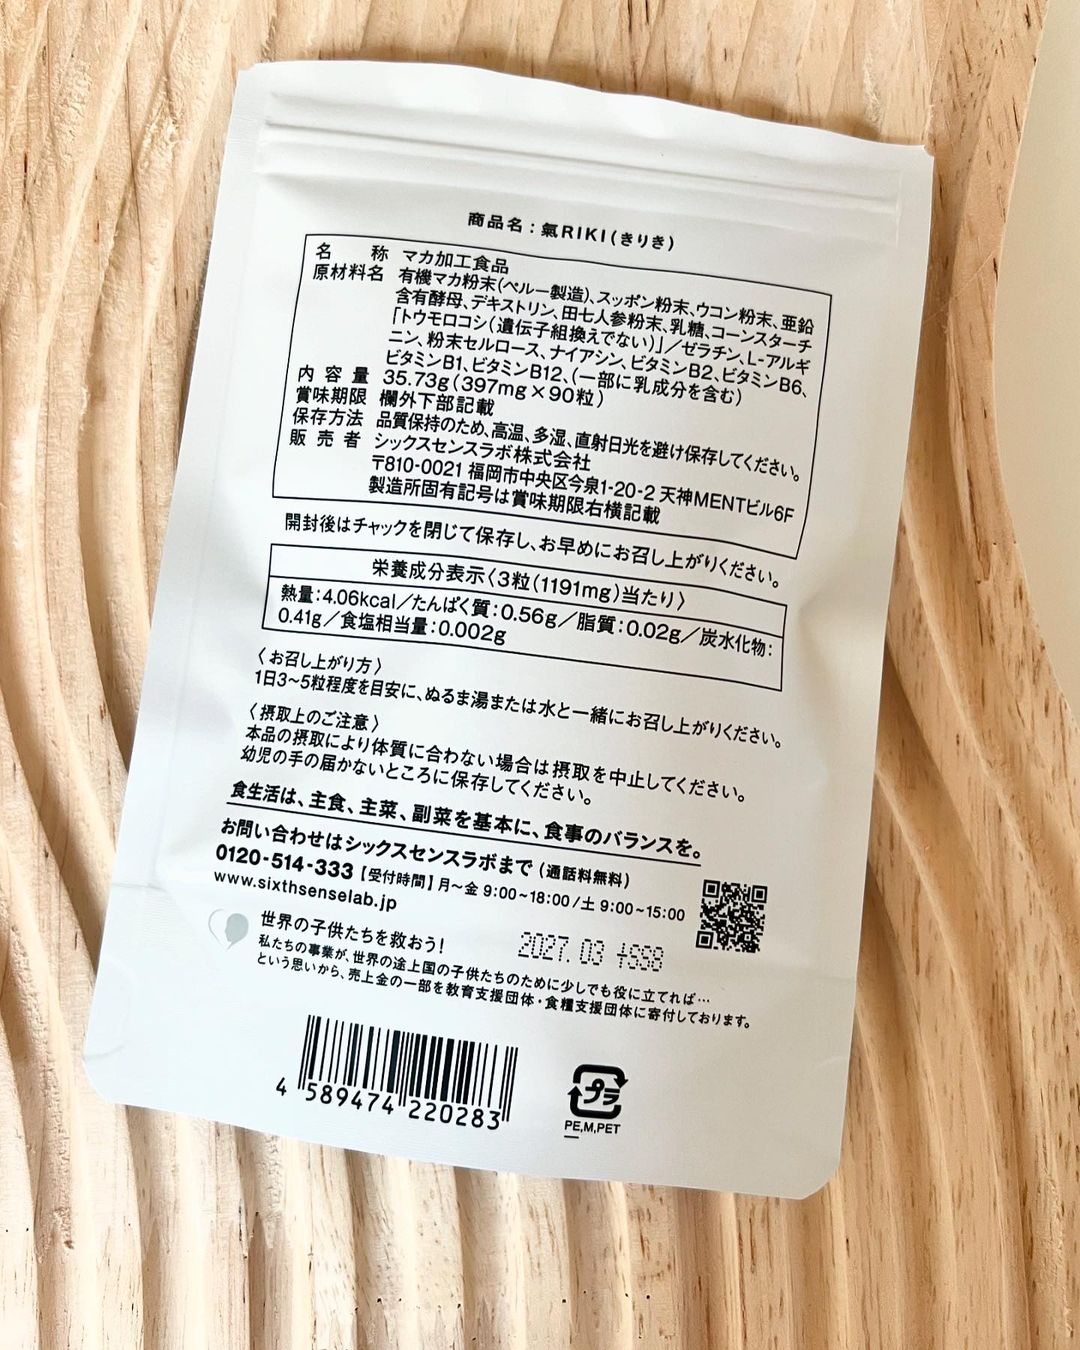 商品名：氣RIKI(きりき)
名称 マカ加工食品
原材料名 有機マカ粉末(ペルー製造)、スッポン粉末、ウコン粉末、亜鉛
含有酵母、デキストリン、田七人参粉末、乳糖、コーンスターチ
「トウモロコシ(遺伝子組換えでない)」／ゼラチン、L-アルギ
ニン、粉末セルロース、ナイアシン、ビタミンB2、ビタミンB6、
ビタミンB1、ビタミンB12、(一部に乳成分を含む)
内容量 35.73g(397mg×90粒)
賞味期限 欄外下部記載
保存方法 品質保持のため、高温、多湿、直射日光を避け保存してください。
販売者 シックスセンスラボ株式会社
〒810-0021 福岡市中央区今泉1-20-2 天神MENTビル6F
製造所固有記号は賞味期限右横記載
開封後はチャックを閉じて保存し、お早めにお召し上がりください。
栄養成分表示〈3粒(1191mg)当たり〉
熱量：4.06kcal／たんぱく質：0.56g／脂質：0.02g／炭水化物：
0.41g／食塩相当量：0.002g
〈お召し上がり方〉
1日3~5粒程度を目安に、ぬるま湯または水と一緒にお召し上がりください。
〈摂取上のご注意〉
本品の摂取により体質に合わない場合は摂取を中止してください。
幼児の手の届かないところに保存してください。
食生活は、主食、主菜、副菜を基本に、食事のバランスを。
お問い合わせはシックスセンスラボまで(通話料無料)
0120-514-333【受付時間】月~金 9:00~18:00/土 9:00~15:00
www.sixthsenselab.jp
世界の子供たちを救おう!
2027. 03 +SS8
私たちの事業が、世界の途上国の子供たちのために少しでも役に立てれば…
という思いから、売上金の一部を教育支援団体・食糧支援団体に寄付しております。
4 589474 220283
プラ
PE,M,PET